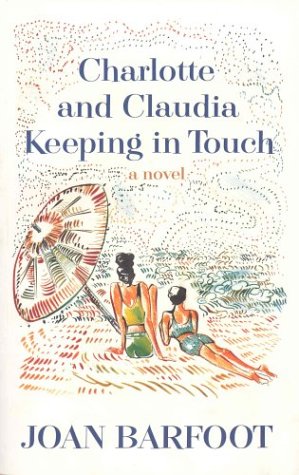 Charlotte
and Claudia
Keeping in Touch
a novel
JOAN BARFOOT